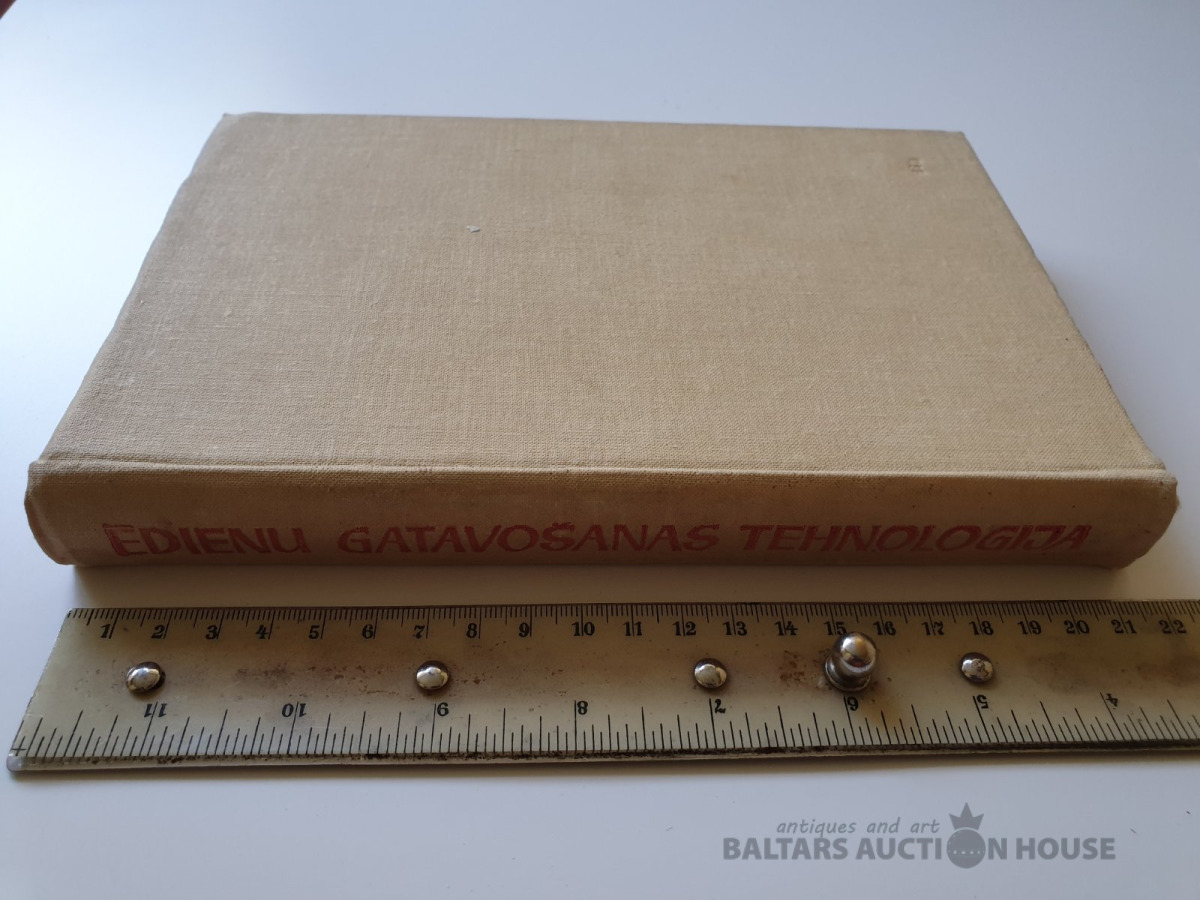 ĒDIENU GATAVOŠANAS TEHNOLOĢIJA
1 2 3 4 5 6 7 8 9 10 11 12 13 14 15 16 17 18 19 20 21 22
11 10 9 8 7 6 5 4
antiques and art
BALTARS AUCTION HOUSE